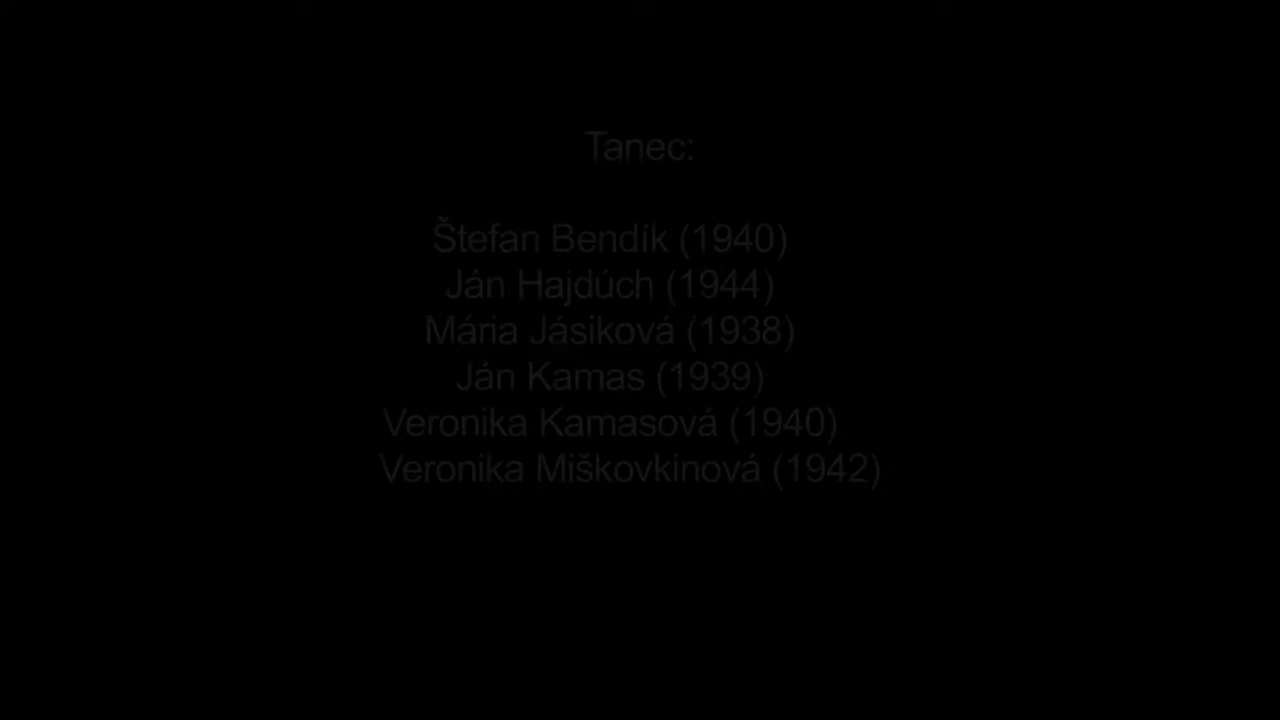 Tanec:
Štefan Bendík (1940)
Ján Hajdúch (1944)
Mária Jásiková (1938)
Ján Kamas (1939)
Veronika Kamasová (1940)
Veronika Miškovkinová (1942)